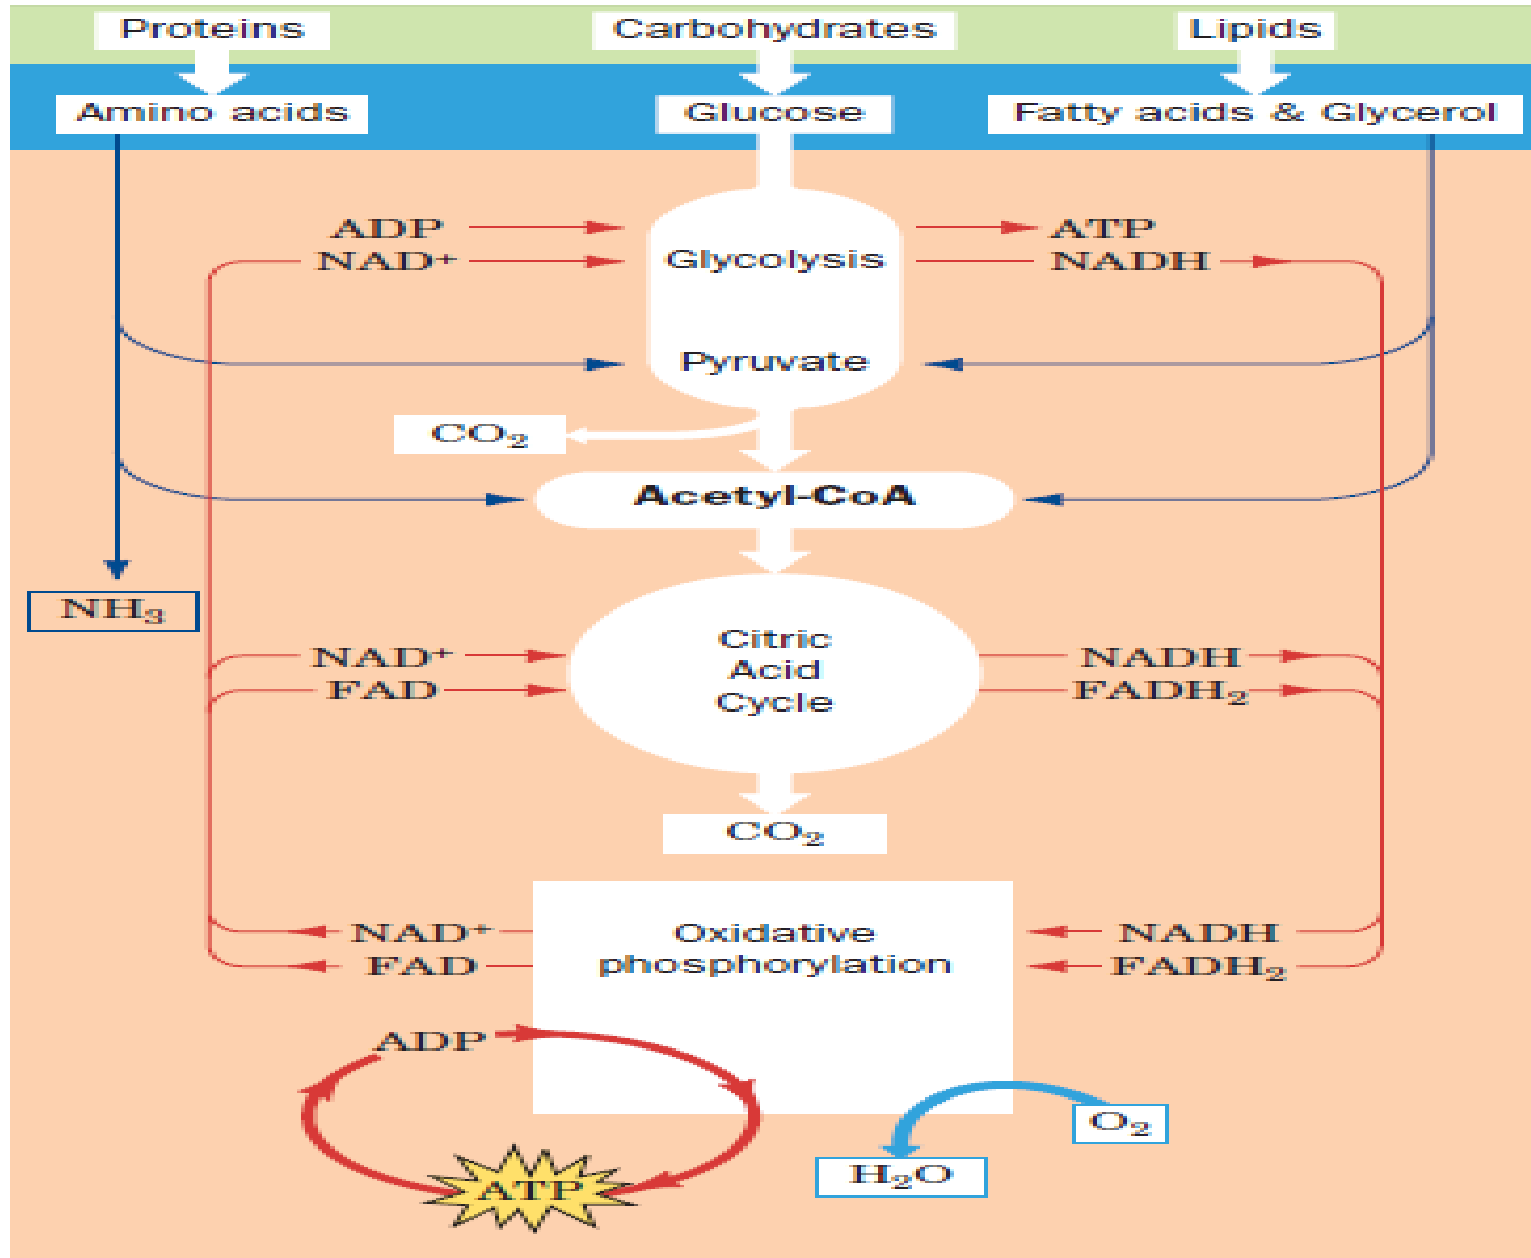 Proteins
Carbohydrates
Lipids
Amino acids
Glucose
Fatty acids & Glycerol
ADP
ATP
NAD⁺
Glycolysis
NADH
Pyruvate
CO₂
Acetyl-CoA
NH₃
Citric
Acid
Cycle
NAD⁺
NADH
FAD
FADH₂
CO₂
NAD⁺
Oxidative
phosphorylation
NADH
FAD
FADH₂
ADP
O₂
ATP
H₂O